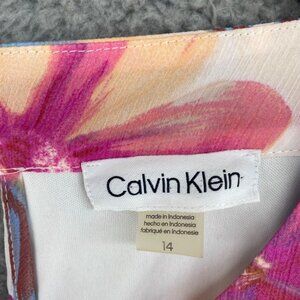 Calvin Klein
made in Indonesia
hecho en Indonesia
fabriqué en Indonésie
14